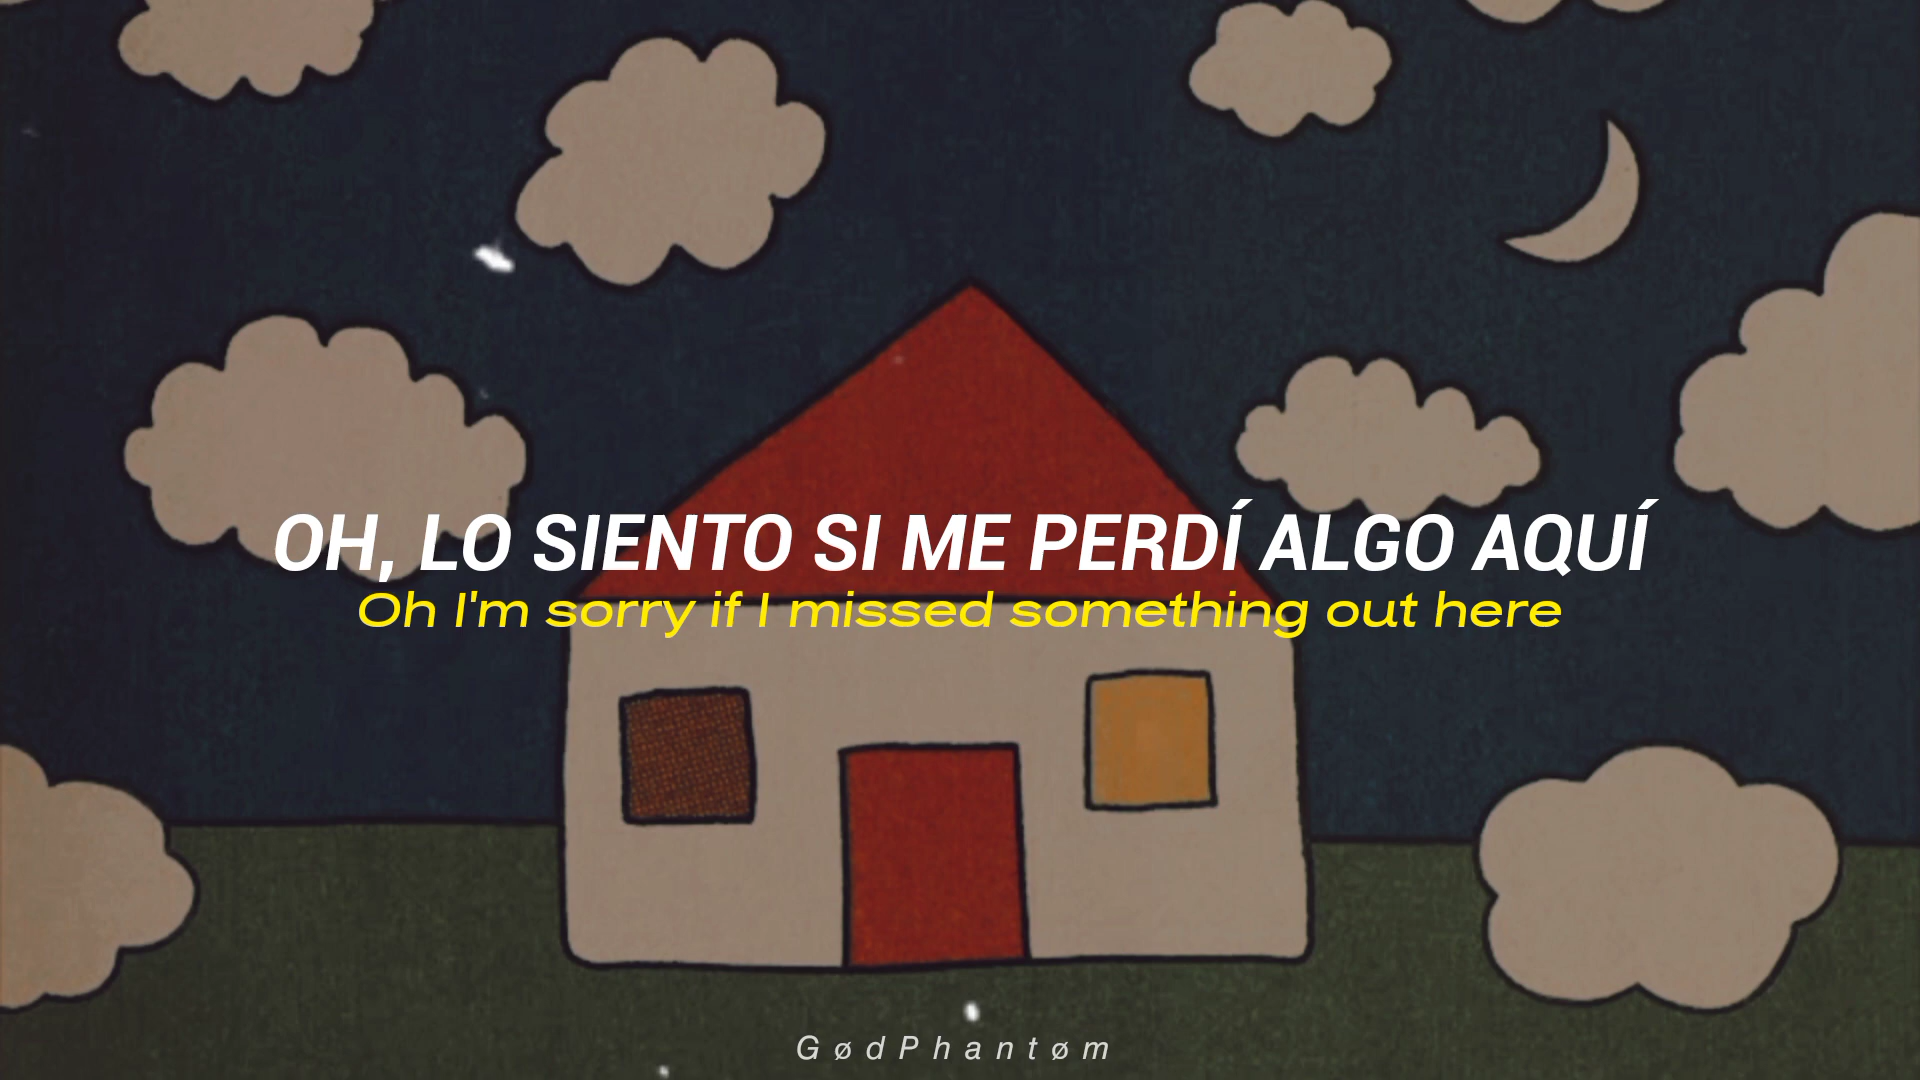 OH, LO SIENTO SI ME PERDÍ ALGO AQUÍ
Oh I'm sorry if I missed something out here
GødPhantøm